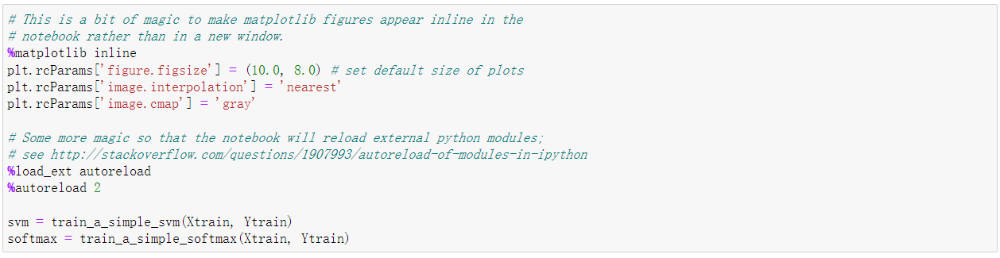 # This is a bit of magic to make matplotlib figures appear inline in the
# notebook rather than in a new window.
%matplotlib inline
plt.rcParams['figure.figsize'] = (10.0, 8.0) # set default size of plots
plt.rcParams['image.interpolation'] = 'nearest'
plt.rcParams['image.cmap'] = 'gray'

# Some more magic so that the notebook will reload external python modules;
# see http://stackoverflow.com/questions/1907993/autoreload-of-modules-in-ipython
%load_ext autoreload
%autoreload 2

svm = train_a_simple_svm(Xtrain, Ytrain)
softmax = train_a_simple_softmax(Xtrain, Ytrain)